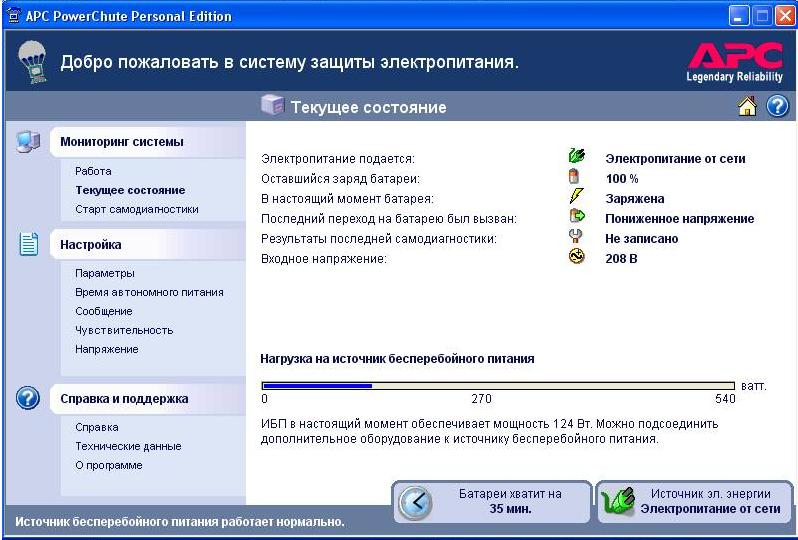 APC PowerChute Personal Edition
Добро пожаловать в систему защиты электропитания.
APC
Legendary Reliability
Текущее состояние
?
Мониторинг системы
Работа
Текущее состояние
Старт самодиагностики
Настройка
Параметры
Время автономного питания
Сообщение
Чувствительность
Напряжение
?
Справка и поддержка
Справка
Технические данные
О программе
Электропитание подается: Электропитание от сети
Оставшийся заряд батареи: 100 %
В настоящий момент батарея: Заряжена
Последний переход на батарею был вызван: Пониженное напряжение
Результаты последней самодиагностики: Не записано
Входное напряжение: 208 В
Нагрузка на источник бесперебойного питания
ватт.
0 270 540
ИБП в настоящий момент обеспечивает мощность 124 Вт. Можно подсоединить
дополнительное оборудование к источнику бесперебойного питания.
Батареи хватит на
35 мин.
Источник эл. энергии
Электропитание от сети
Источник бесперебойного питания работает нормально.